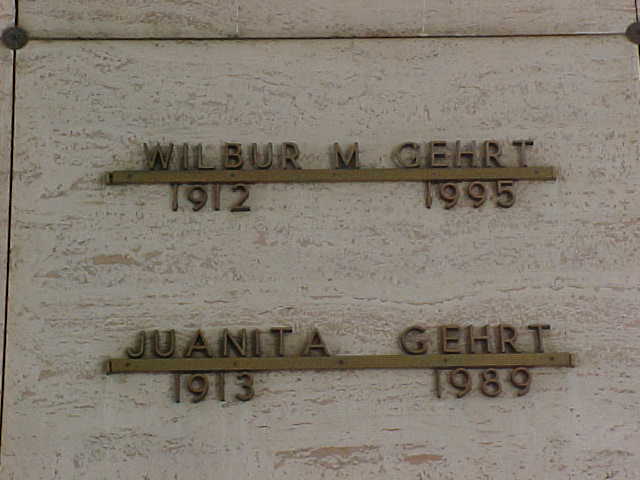 WILBUR M GEHRT
1912 1995
JUANITA GEHRT
1913 1989